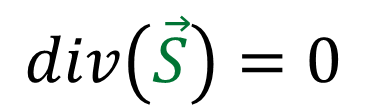 div(S⃗) = 0